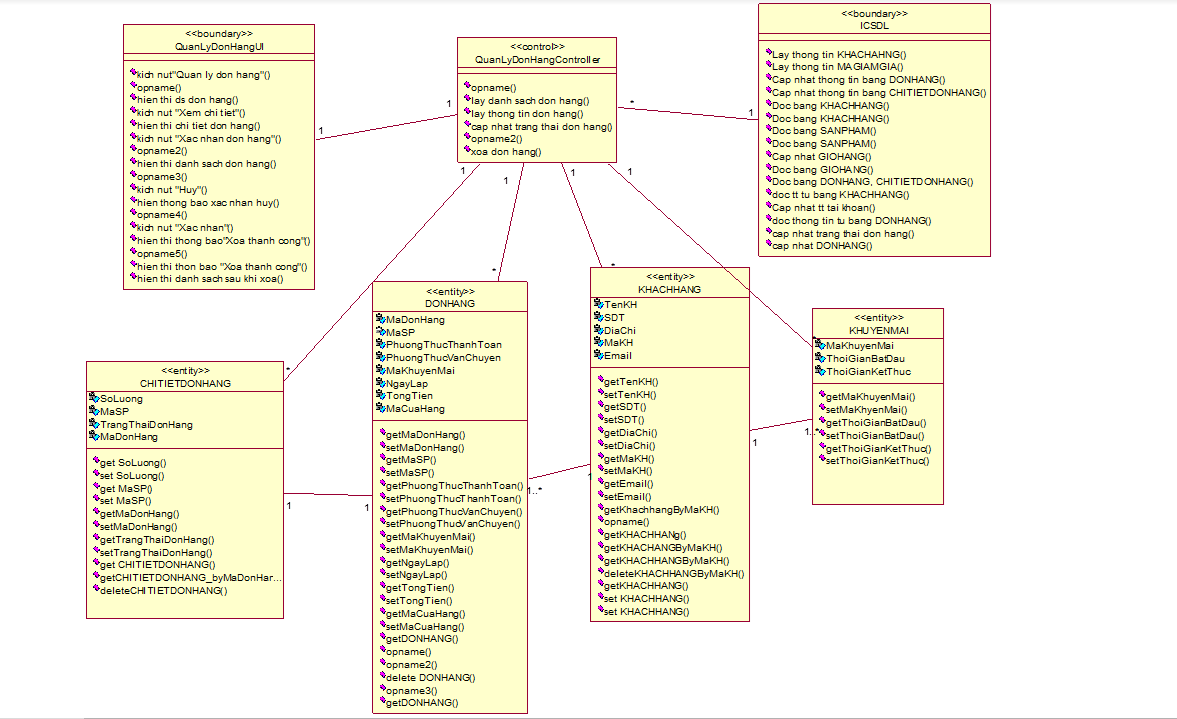 <<boundary>>
QuanLyDonHangUI
kich nut"Quan ly don hang"()
opname()
hien thi ds don hang()
kich nut "Xem chi tiet"()
hien thi chi tiet don hang()
kich nut "Xac nhan don hang"()
opname2()
hien thi danh sach don hang()
opname3()
kich nut "Huy"()
hien thong bao xac nhan huy()
opname4()
kich nut "Xac nhan"()
hien thi thong bao"Xoa thanh cong"()
opname5()
hien thi thon bao "Xoa thanh cong"()
hien thi danh sach sau khi xoa()
1
1
<<control>>
QuanLyDonHangController
opname()
lay danh sach don hang()
lay thong tin don hang()
cap nhat trang thai don hang()
opname2()
xoa don hang()
*
1
<<boundary>>
ICSDL
Lay thong tin KHACHAHNG()
Lay thong tin MAGIAMGIA()
Cap nhat thong tin bang DONHANG()
Cap nhat thong tin bang CHITIETDONHANG()
Doc bang KHACHHANG()
Doc bang KHACHHANG()
Doc bang SANPHAM()
Doc bang SANPHAM()
Cap nhat GIOHANG()
Doc bang GIOHANG()
Doc bang DONHANG, CHITIETDONHANG()
doc tt tu bang KHACHHANG()
Cap nhat tt tai khoan()
doc thong tin tu bang DONHANG()
cap nhat trang thai don hang()
cap nhat DONHANG()
1
1
1
1
*
*
*
<<entity>>
CHITIETDONHANG
SoLuong
MaSP
TrangThaiDonHang
MaDonHang
get SoLuong()
set SoLuong()
get MaSP()
set MaSP()
getMaDonHang()
setMaDonHang()
getTrangThaiDonHang()
setTrangThaiDonHang()
get CHITIETDONHANG()
getCHITIETDONHANG_byMaDonHar...
deleteCHITIETDONHANG()
1
1
<<entity>>
DONHANG
MaDonHang
MaSP
PhuongThucThanhToan
PhuongThucVanChuyen
MaKhuyenMai
NgayLap
TongTien
MaCuaHang
getMaDonHang()
setMaDonHang()
getMaSP()
setMaSP()
getPhuongThucThanhToan()
setPhuongThucThanhToan()
getPhuongThucVanChuyen()
setPhuongThucVanChuyen()
getMaKhuyenMai()
setMaKhuyenMai()
getNgayLap()
setNgayLap()
getTongTien()
setTongTien()
getMaCuaHang()
setMaCuaHang()
getDONHANG()
opname()
opname2()
delete DONHANG()
opname3()
getDONHANG()
1..*
1
<<entity>>
KHACHHANG
TenKH
SDT
DiaChi
MaKH
Email
getTenKH()
setTenKH()
getSDT()
setSDT()
getDiaChi()
setDiaChi()
getMaKH()
setMaKH()
getEmail()
setEmail()
getKhachhangByMaKH()
opname()
getKHACHHANg()
getKHACHANGByMaKH()
getKHACHHANGByMaKH()
deleteKHACHHANGByMaKH()
getKHACHHANG()
set KHACHHANG()
set KHACHHANG()
1
1..*
<<entity>>
KHUYENMAI
MaKhuyenMai
ThoiGianBatDau
ThoiGianKetThuc
getMaKhuyenMai()
setMaKhyenMai()
getThoiGianBatDau()
setThoiGianBatDau()
getThoiGianKetThuc()
setThoiGianKetThuc()